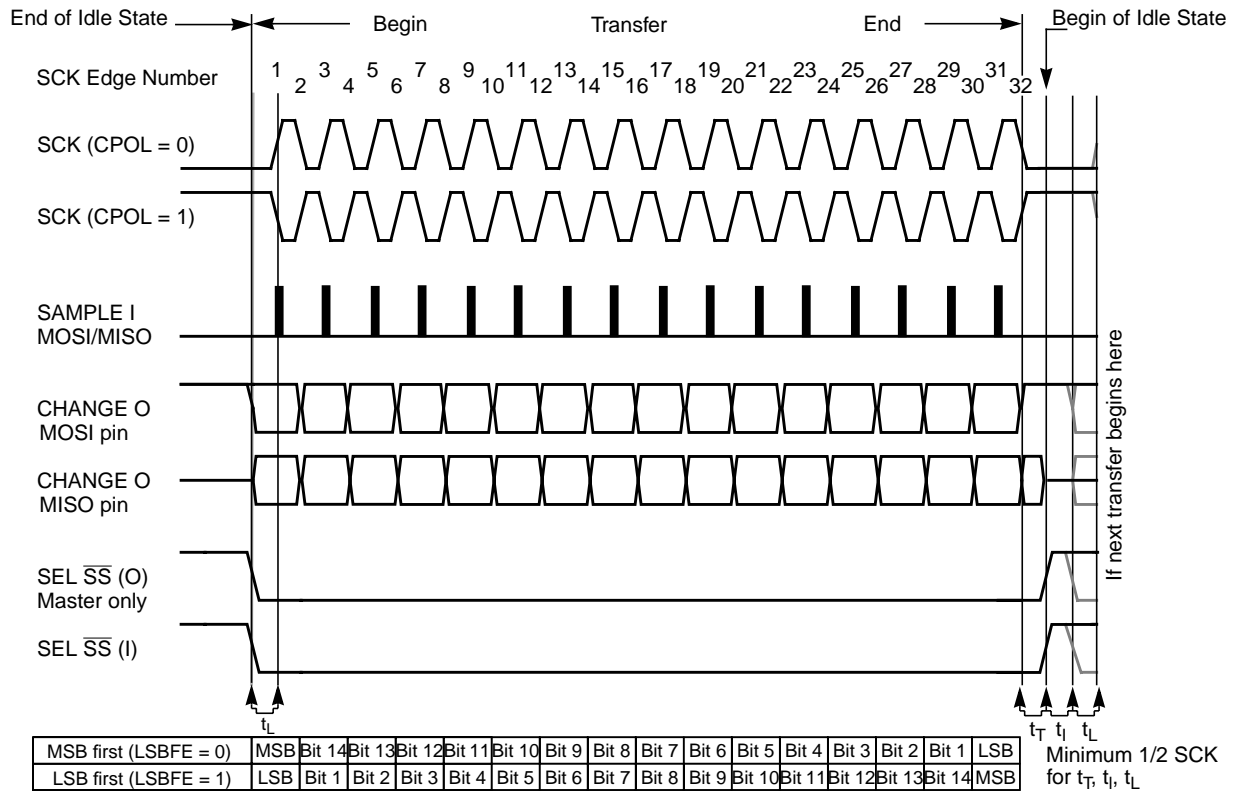 End of Idle State
Begin
Transfer
End
Begin of Idle State
SCK Edge Number
1 3 5 7 9 11 13 15 17 19 21 23 25 27 29 31
2 4 6 8 10 12 14 16 18 20 22 24 26 28 30 32
SCK (CPOL = 0)
SCK (CPOL = 1)
SAMPLE I
MOSI/MISO
CHANGE O
MOSI pin
CHANGE O
MISO pin
SEL SS (O)
Master only
SEL SS (I)
If next transfer begins here
tL
tT tI tL
MSB first (LSBFE = 0) MSB Bit 14 Bit 13 Bit 12 Bit 11 Bit 10 Bit 9 Bit 8 Bit 7 Bit 6 Bit 5 Bit 4 Bit 3 Bit 2 Bit 1 LSB
LSB first (LSBFE = 1) LSB Bit 1 Bit 2 Bit 3 Bit 4 Bit 5 Bit 6 Bit 7 Bit 8 Bit 9 Bit 10 Bit 11 Bit 12 Bit 13 Bit 14 MSB
Minimum 1/2 SCK
for tT, tI, tL